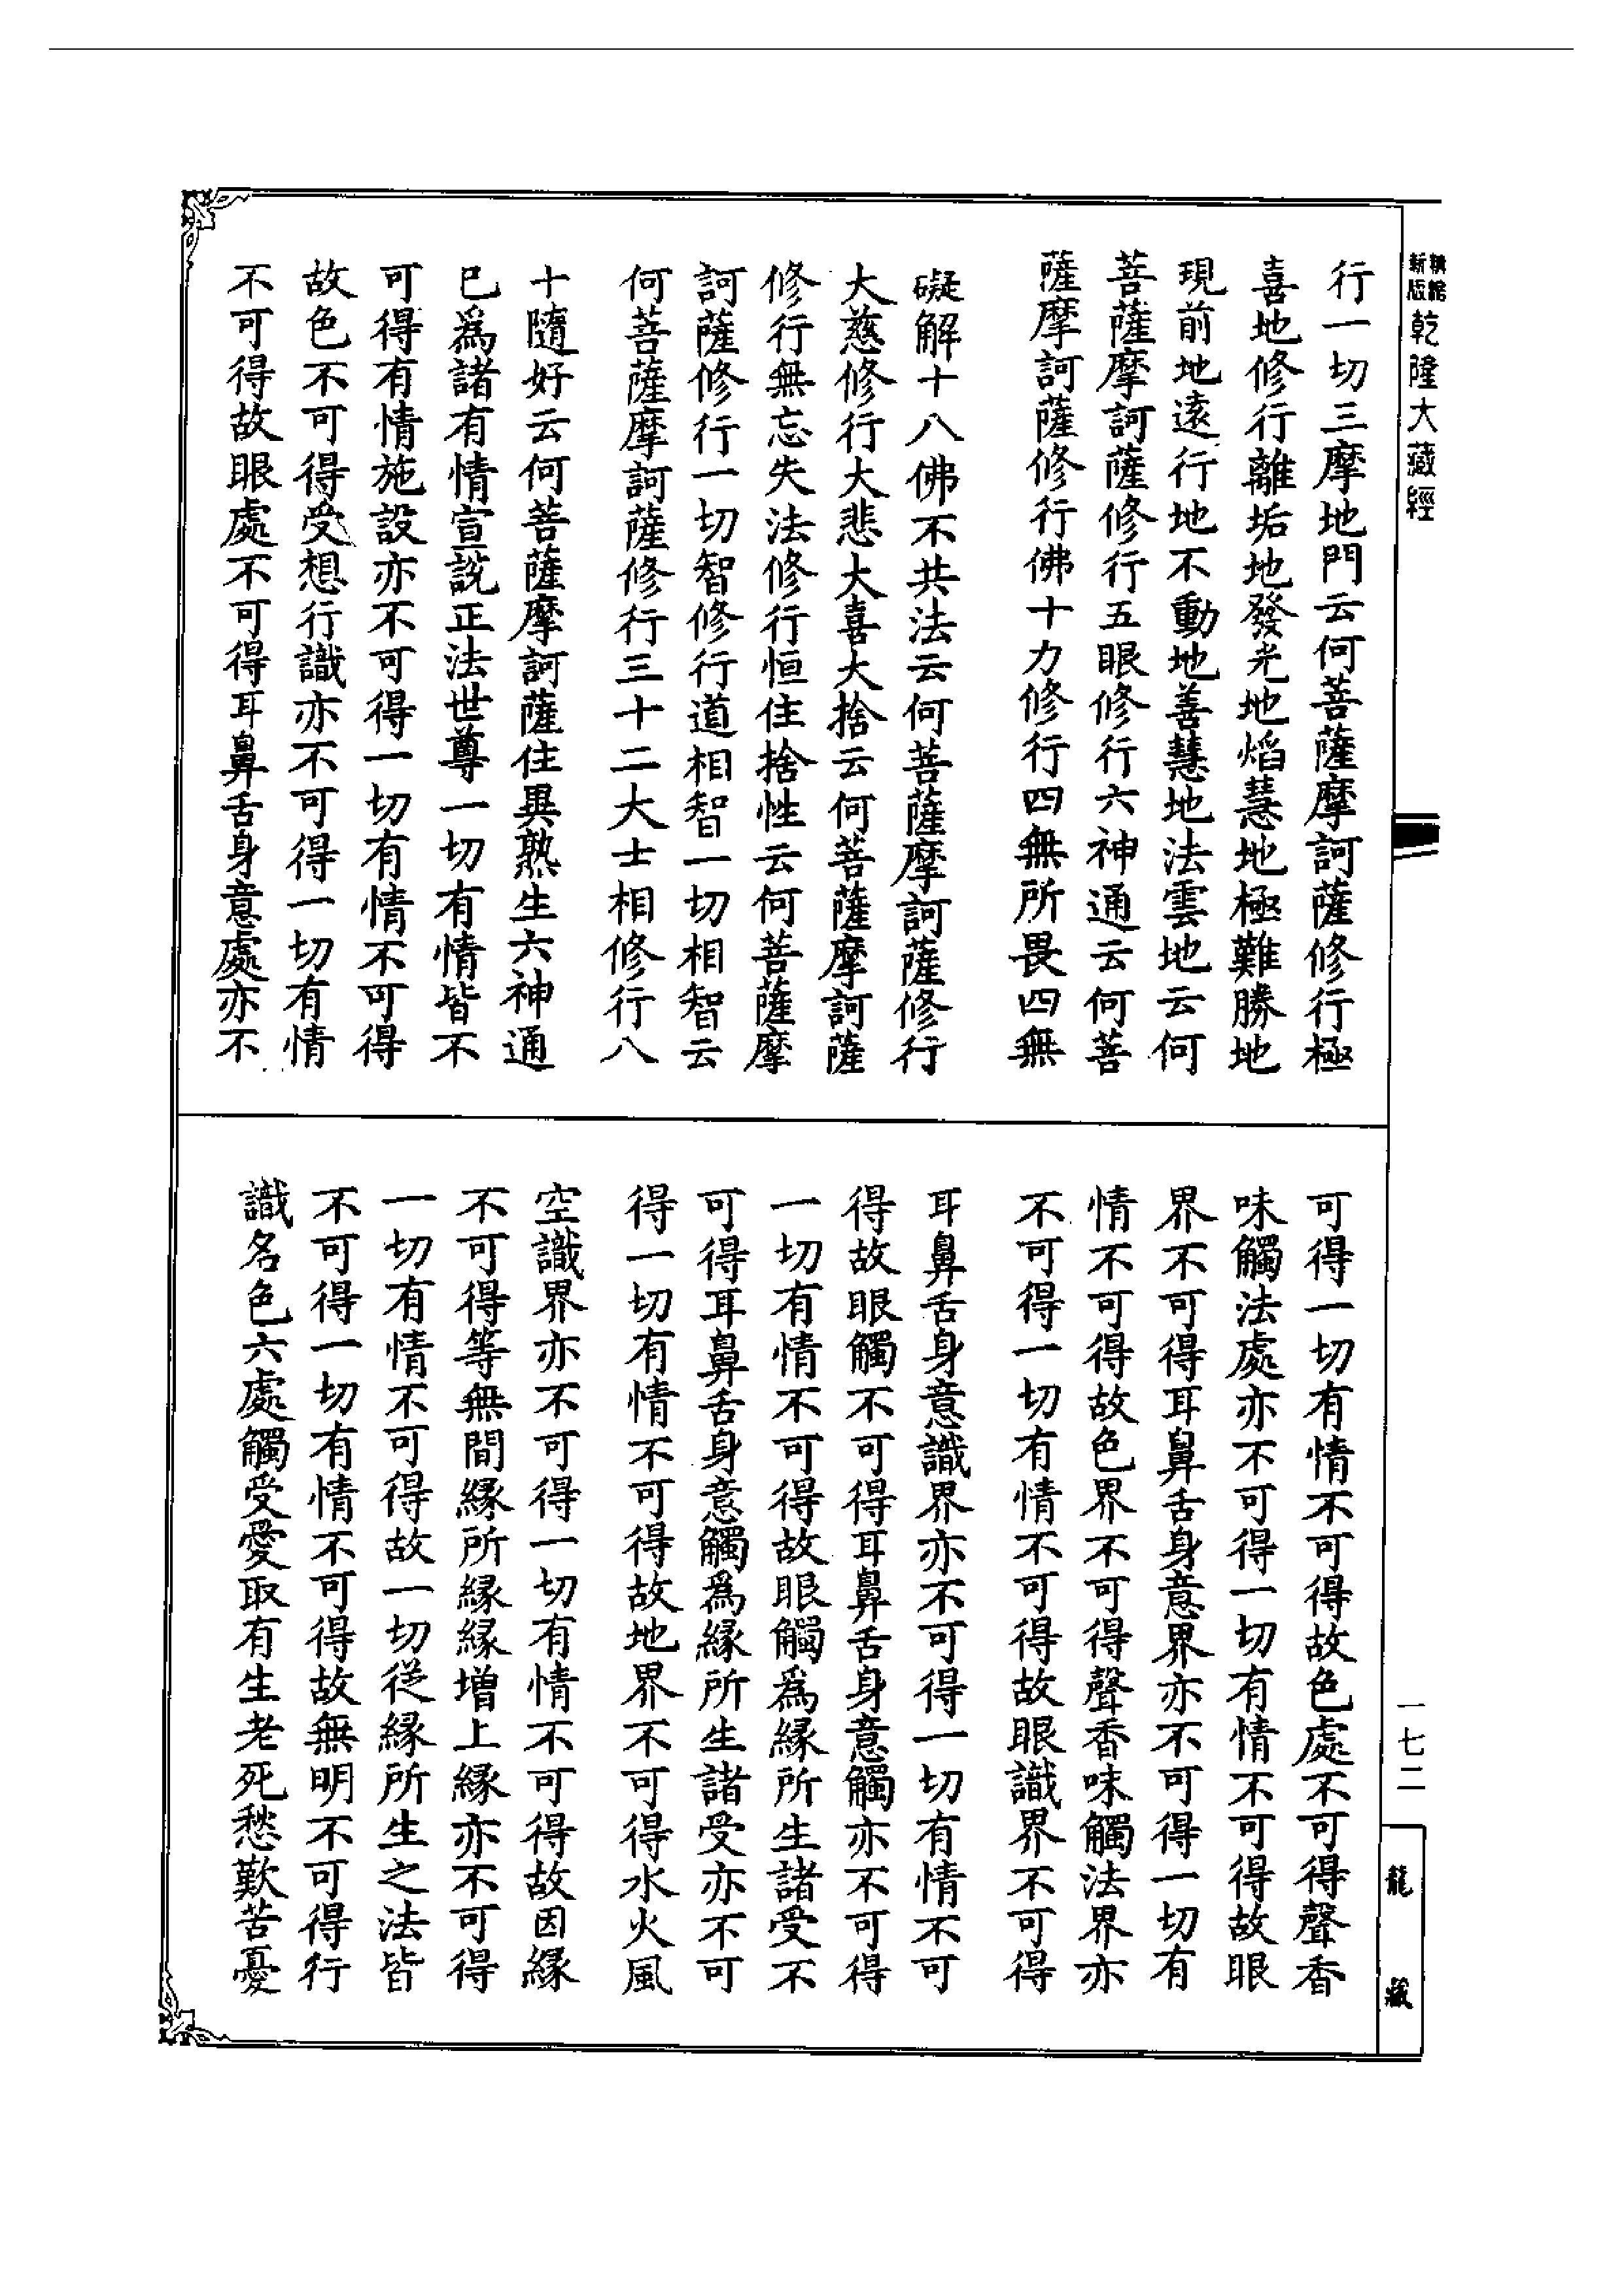 新版
乾隆大藏經
行一切三摩地門云何菩薩摩訶薩修行極
喜地修行離垢地發光地焰慧地極難勝地
現前地遠行地不動地善慧地法雲地云何
菩薩摩訶薩修行五眼修行六神通云何菩
薩摩訶薩修行佛十力修行四無所畏四無
礙解十八佛不共法云何菩薩摩訶薩修行
大慈修行大悲大喜大捨云何菩薩摩訶薩
修行無忘失法修行恒住捨性云何菩薩摩
訶薩修行一切智修行道相智一切相智云
何菩薩摩訶薩修行三十二大士相修行八
十隨好云何菩薩摩訶薩住異熟生六神通
已為諸有情宣說正法世尊一切有情皆不
可得有情施設亦不可得一切有情不可得
故色不可得受想行識亦不可得一切有情
不可得故眼處不可得耳鼻舌身意處亦不
可得一切有情不可得故色處不可得聲香
味觸法處亦不可得一切有情不可得故眼
界不可得耳鼻舌身意界亦不可得一切有
情不可得故色界不可得聲香味觸法界亦
不可得一切有情不可得故眼識界不可得
耳鼻舌身意識界亦不可得一切有情不可
得故眼觸不可得耳鼻舌身意觸亦不可得
一切有情不可得故眼觸為緣所生諸受不
可得耳鼻舌身意觸為緣所生諸受亦不可
得一切有情不可得故地界不可得水火風
空識界亦不可得一切有情不可得故因緣
不可得等無間緣所緣緣增上緣亦不可得
一切有情不可得故一切從緣所生之法皆
不可得一切有情不可得故無明不可得行
識名色六處觸受愛取有生老死愁歎苦憂
一七二
龍藏